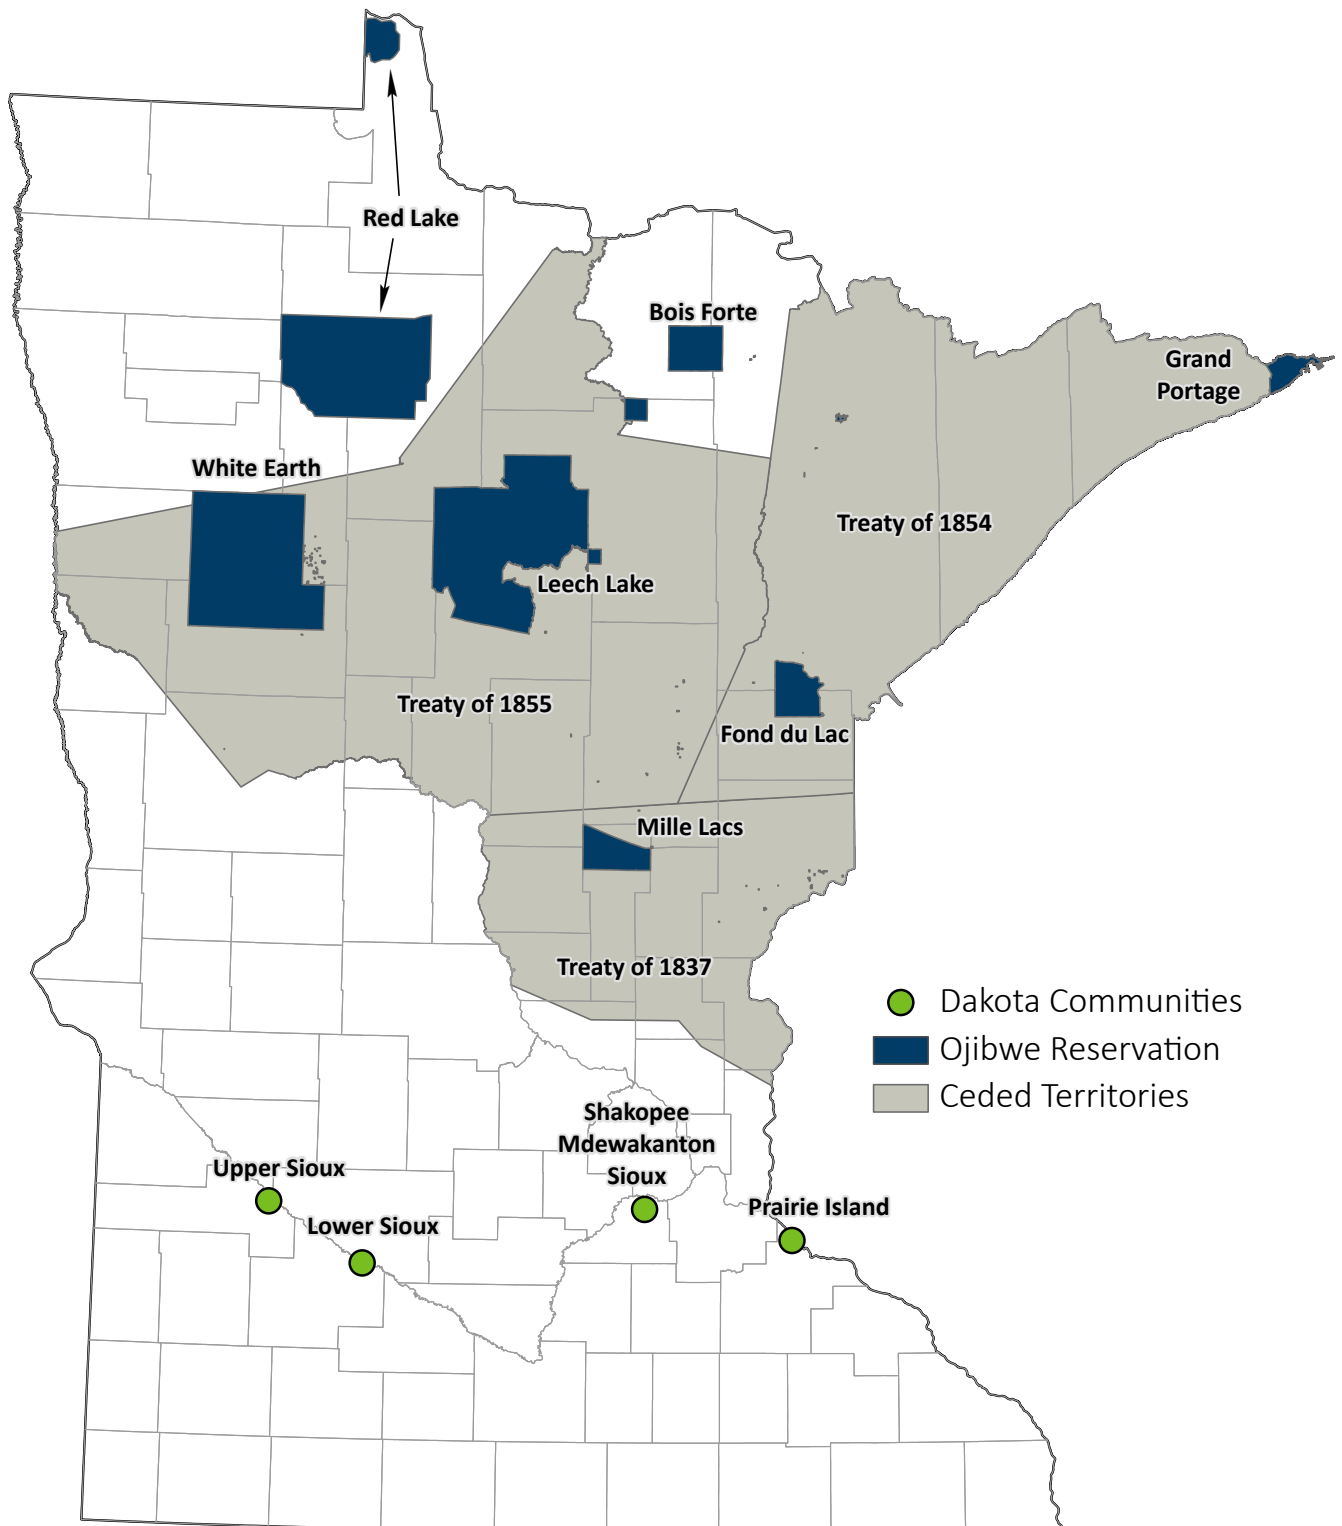 Red Lake
Bois Forte
Grand
Portage
White Earth
Treaty of 1854
Leech Lake
Treaty of 1855
Fond du Lac
Mille Lacs
Treaty of 1837
Dakota Communities
Ojibwe Reservation
Ceded Territories
Shakopee
Mdewakanton
Sioux
Upper Sioux
Prairie Island
Lower Sioux